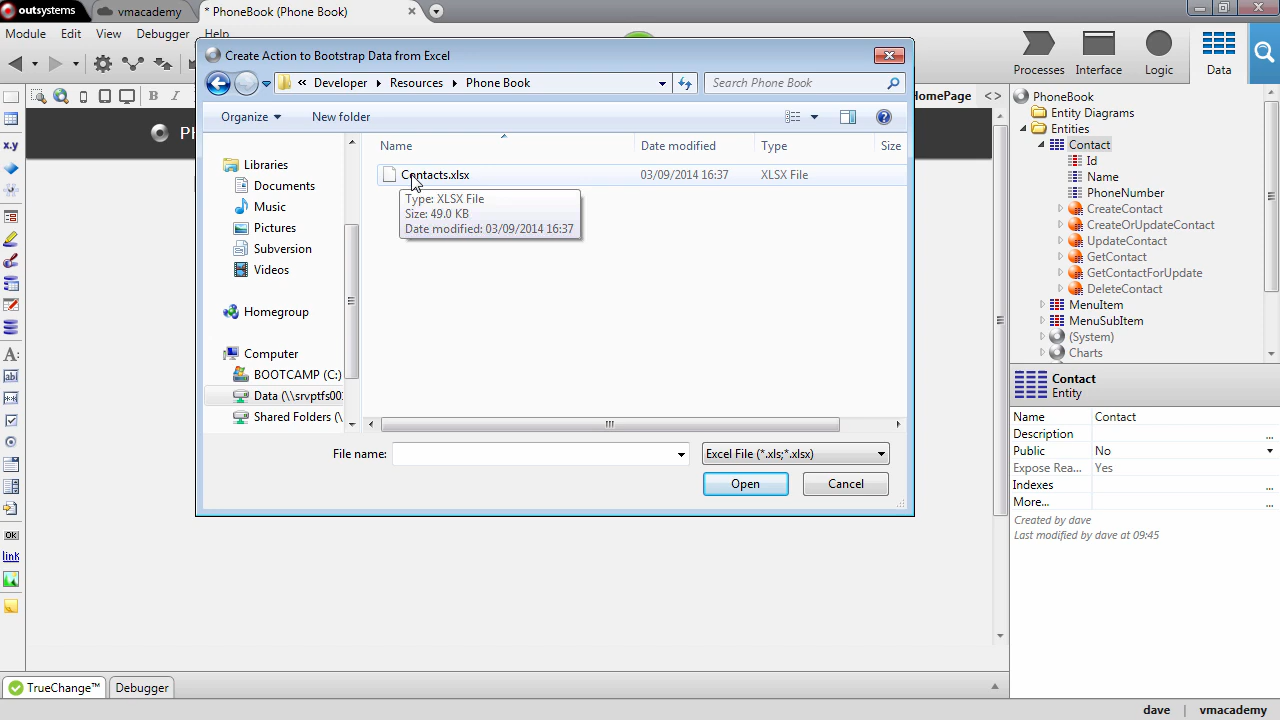 outsystems
vmacademy
* PhoneBook (Phone Book)
Module Edit View Debugger Help
Create Action to Bootstrap Data from Excel
« Developer Resources Phone Book
Search Phone Book
Organize New folder
Name Date modified Type Size
Contacts.xlsx 03/09/2014 16:37 XLSX File
Type: XLSX File
Size: 49.0 KB
Date modified: 03/09/2014 16:37
Libraries
Documents
Music
Pictures
Subversion
Videos
Homegroup
Computer
BOOTCAMP (C:)
Shared Folders (\
File name:
Excel File (*.xls;*.xlsx)
Open Cancel
Processes Interface Logic Data
B I
HomePage <>
PH
PhoneBook
Entity Diagrams
Entities
Contact
Id
Name
PhoneNumber
CreateContact
CreateOrUpdateContact
UpdateContact
GetContact
GetContactForUpdate
DeleteContact
MenuItem
MenuSubItem
(System)
Charts
Contact
Entity
Name Contact
Description ...
Public No
Expose Rea... Yes
Indexes ...
More... ...
Created by dave
Last modified by dave at 09:45
x.y
A
ab
OK
link
TrueChange™ Debugger
dave | vmacademy